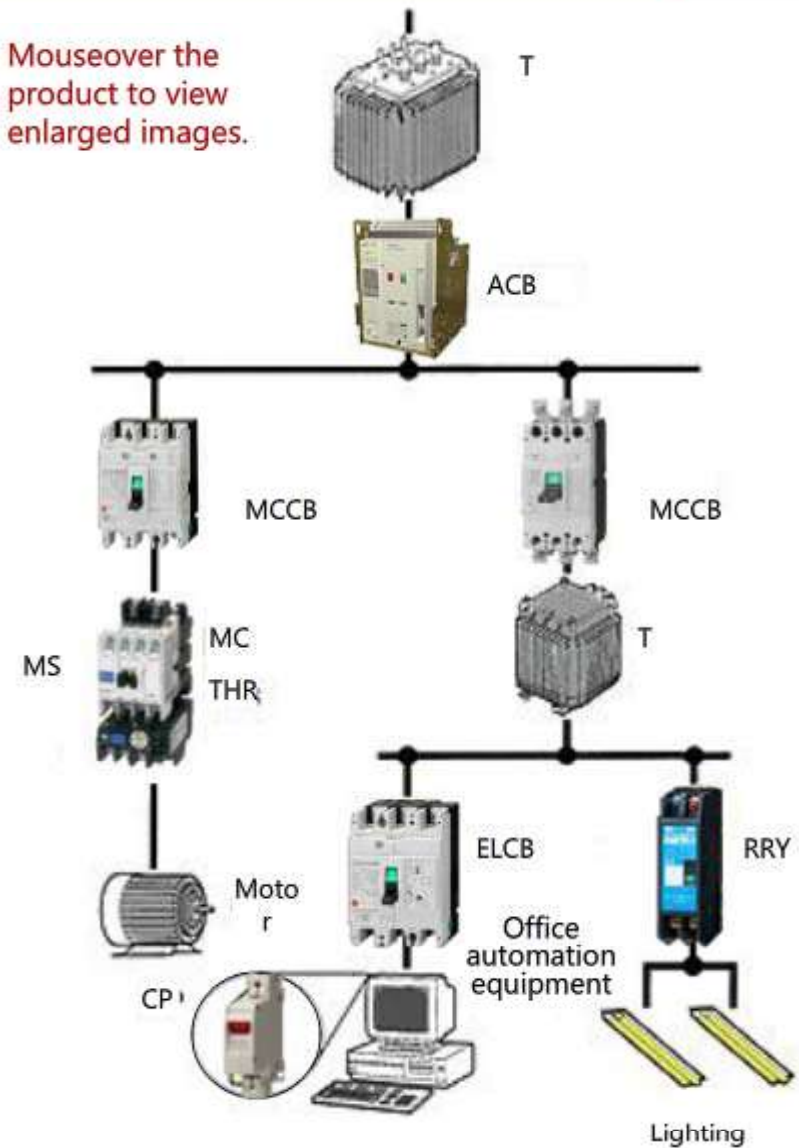 Mouseover the
product to view
enlarged images.
T
ACB
MCCB
MCCB
MS
MC
THR
T
ELCB
RRY
Moto
r
Office
automation
equipment
CP
Lighting